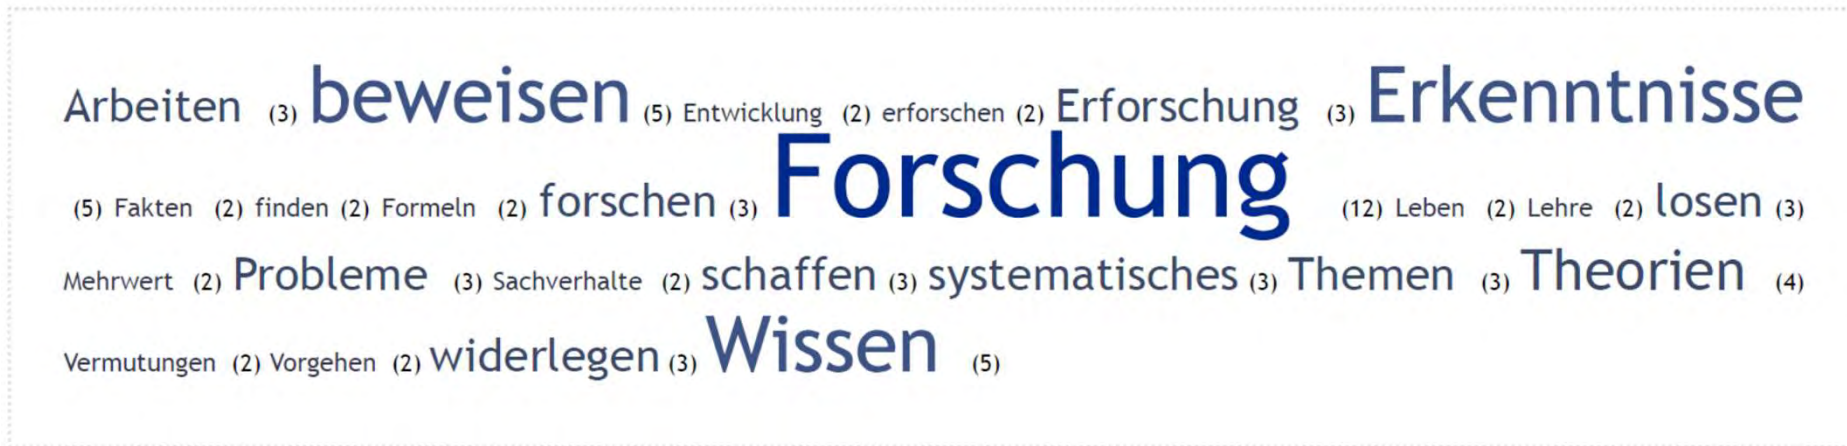 Arbeiten (3) beweisen (5) Entwicklung (2) erforschen (2) Erforschung (3) Erkenntnisse
(5) Fakten (2) finden (2) Formeln (2) forschen (3) Forschung (12) Leben (2) Lehre (2) losen (3)
Mehrwert (2) Probleme (3) Sachverhalte (2) schaffen (3) systematisches (3) Themen (3) Theorien (4)
Vermutungen (2) Vorgehen (2) widerlegen (3) Wissen (5)